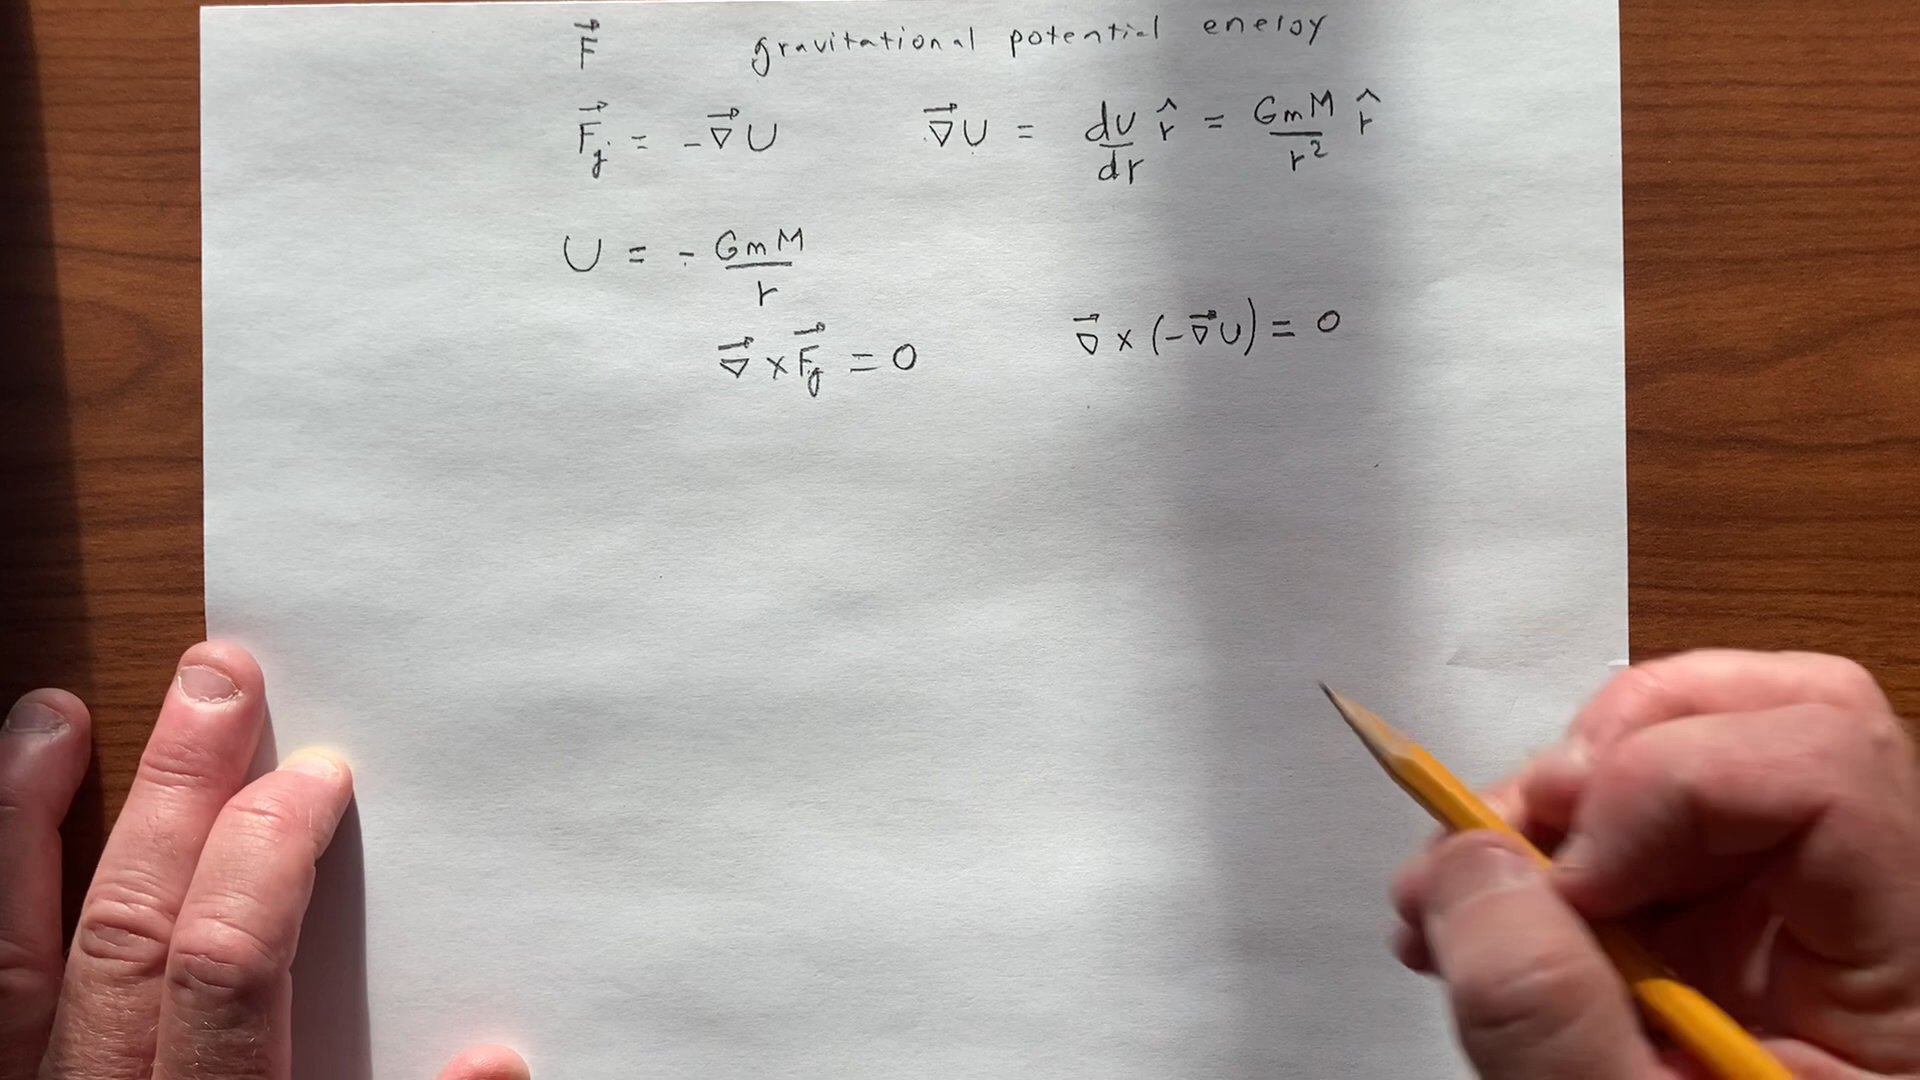 F⃗ gravitational potential energy
F⃗g = -∇⃗U ∇⃗U = dU/dr r̂ = GmM/r² r̂
U = - GmM/r
∇⃗ × F⃗g = 0 ∇⃗ × (-∇⃗U) = 0